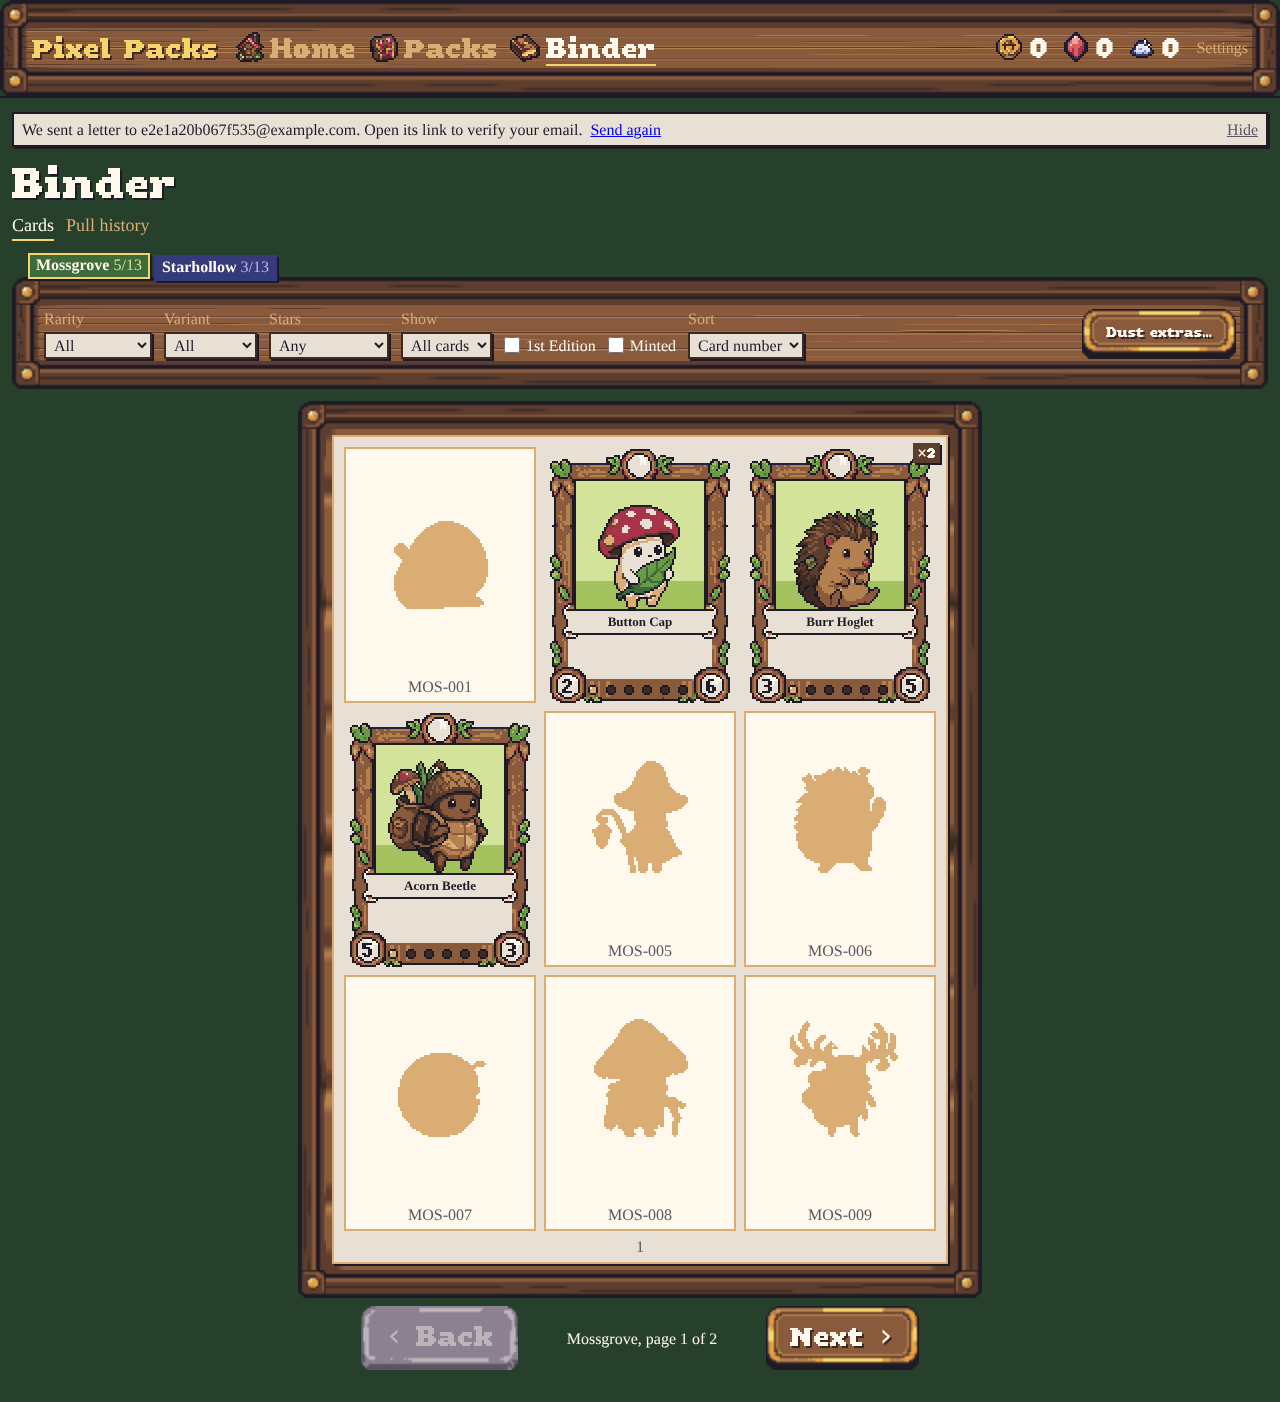 Pixel Packs Home Packs Binder 0 0 0 Settings
We sent a letter to e2e1a20b067f535@example.com. Open its link to verify your email. Send again Hide
Binder
Cards Pull history
Mossgrove 5/13 Starhollow 3/13
Rarity Variant Stars Show Sort
All All Any All cards 1st Edition Minted Card number Dust extras...
×2
Button Cap Burr Hoglet
MOS-001 2 6 3 5
Acorn Beetle
5 3 MOS-005 MOS-006
MOS-007 MOS-008 MOS-009
1
‹ Back Mossgrove, page 1 of 2 Next ›